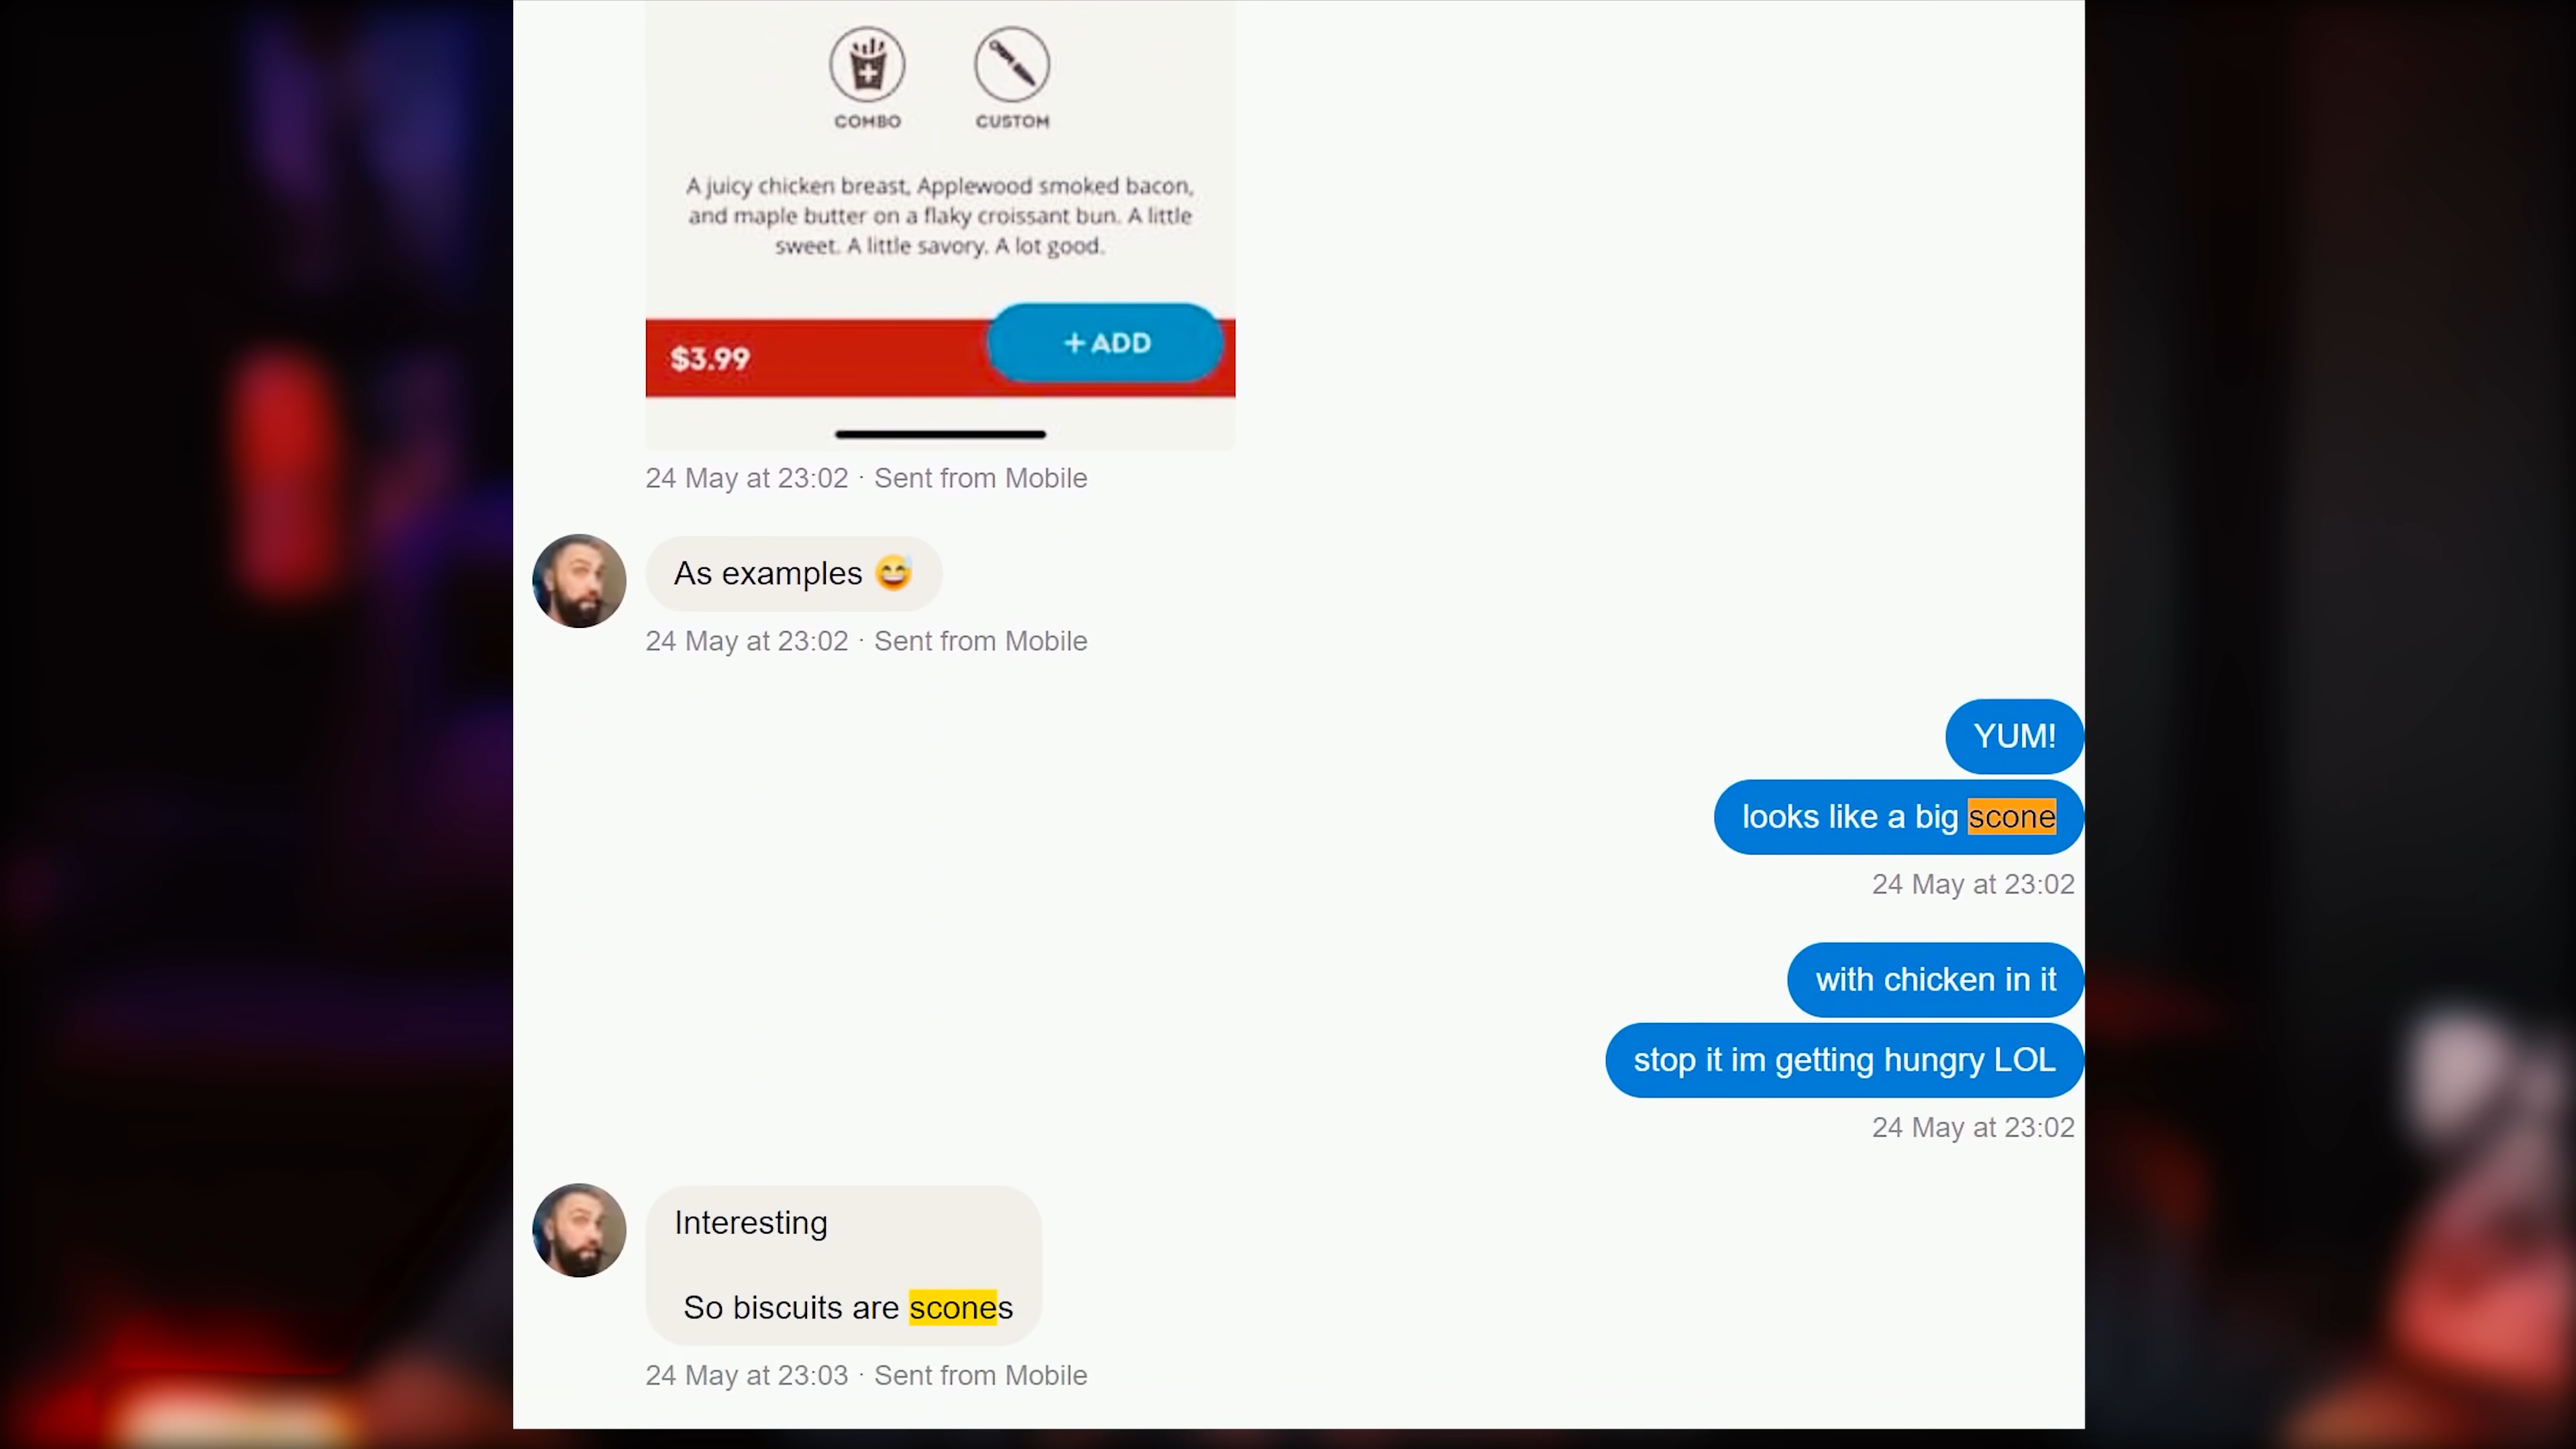 COMBO
CUSTOM
A juicy chicken breast, Applewood smoked bacon,
and maple butter on a flaky croissant bun. A little
sweet. A little savory. A lot good.
$3.99
+ ADD
24 May at 23:02 · Sent from Mobile
As examples 😅
24 May at 23:02 · Sent from Mobile
YUM!
looks like a big scone
24 May at 23:02
with chicken in it
stop it im getting hungry LOL
24 May at 23:02
Interesting
So biscuits are scones
24 May at 23:03 · Sent from Mobile